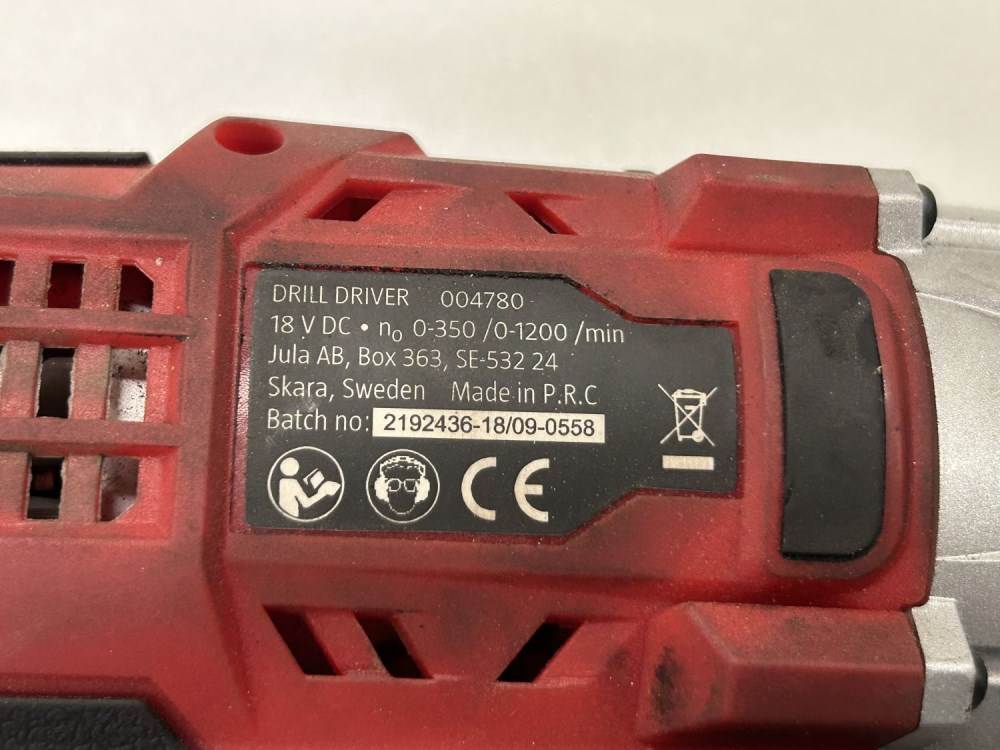 DRILL DRIVER 004780
18 V DC • n₀ 0-350 /0-1200 /min
Jula AB, Box 363, SE-532 24
Skara, Sweden Made in P.R.C
Batch no: 2192436-18/09-0558
CE